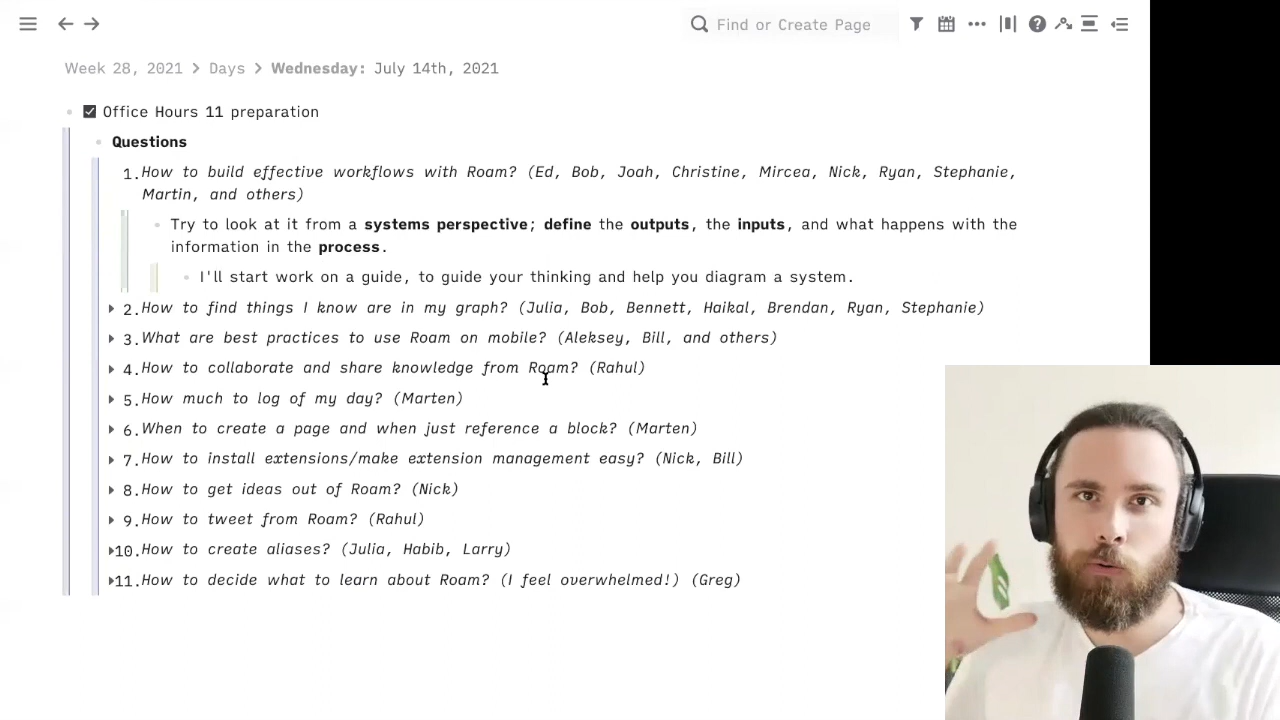 Find or Create Page
Week 28, 2021 > Days > Wednesday: July 14th, 2021
Office Hours 11 preparation
Questions
1. How to build effective workflows with Roam? (Ed, Bob, Joah, Christine, Mircea, Nick, Ryan, Stephanie,
Martin, and others)
Try to look at it from a systems perspective; define the outputs, the inputs, and what happens with the
information in the process.
I'll start work on a guide, to guide your thinking and help you diagram a system.
2. How to find things I know are in my graph? (Julia, Bob, Bennett, Haikal, Brendan, Ryan, Stephanie)
3. What are best practices to use Roam on mobile? (Aleksey, Bill, and others)
4. How to collaborate and share knowledge from Roam? (Rahul)
5. How much to log of my day? (Marten)
6. When to create a page and when just reference a block? (Marten)
7. How to install extensions/make extension management easy? (Nick, Bill)
8. How to get ideas out of Roam? (Nick)
9. How to tweet from Roam? (Rahul)
10. How to create aliases? (Julia, Habib, Larry)
11. How to decide what to learn about Roam? (I feel overwhelmed!) (Greg)